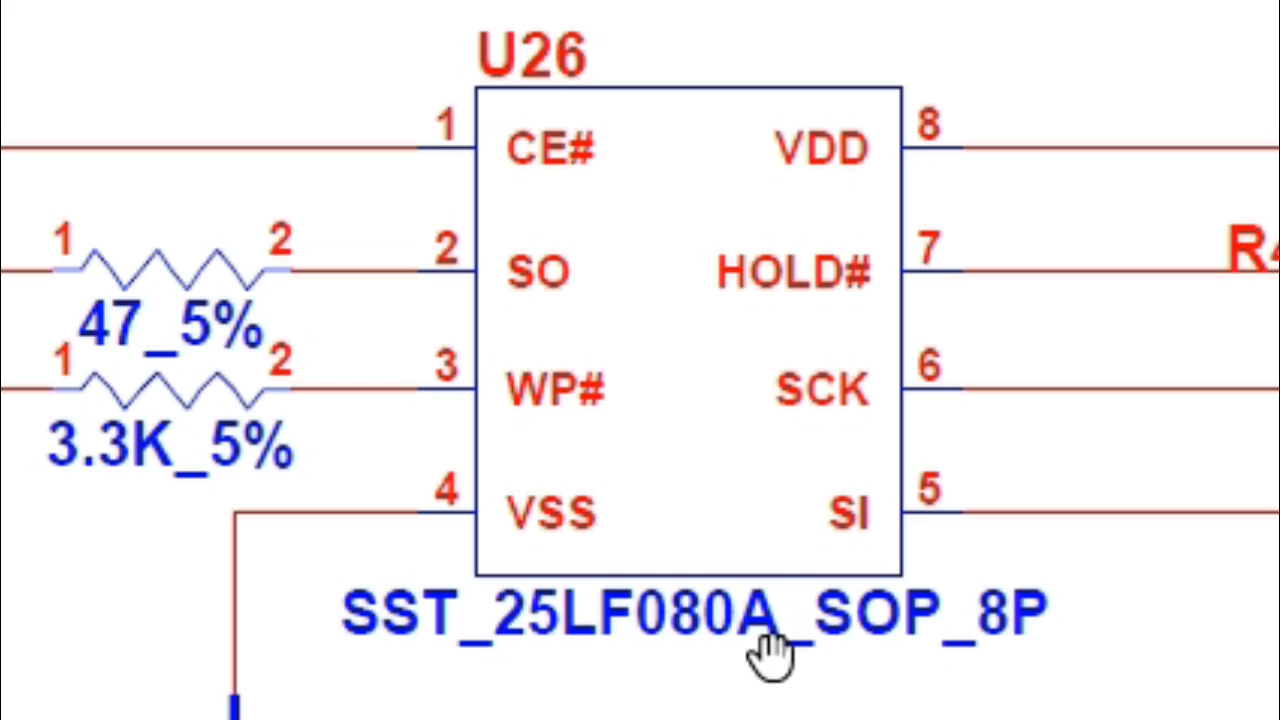 U26
1 CE# VDD 8
1 2 2 SO HOLD# 7 R4
47_5%
1 2 3 WP# SCK 6
3.3K_5%
4 VSS SI 5
SST_25LF080A_SOP_8P